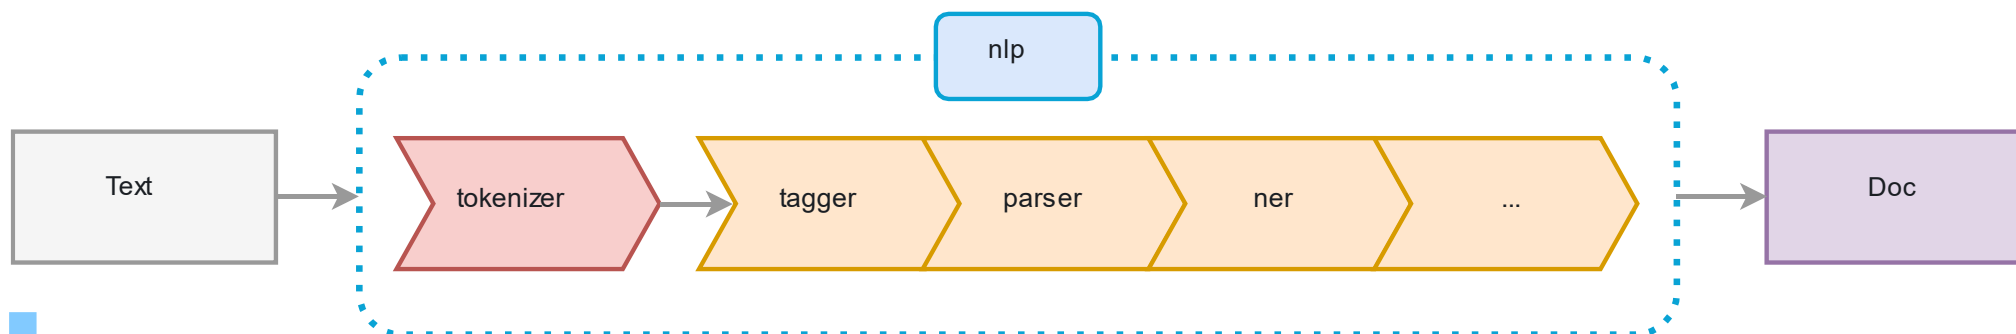 nlp
Text
tokenizer
tagger
parser
ner
...
Doc